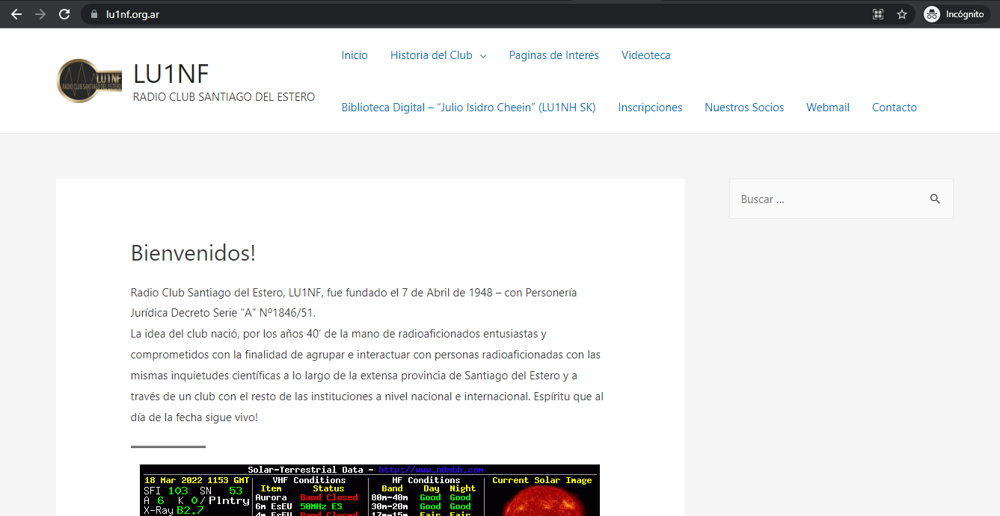 lu1nf.org.ar
Incógnito
LU1NF
RADIO CLUB SANTIAGO DEL ESTERO
LU1NF
RADIO CLUB SANTIAGO DEL ESTERO
Inicio Historia del Club Paginas de Interés Videoteca
Biblioteca Digital – “Julio Isidro Cheein” (LU1NH SK) Inscripciones Nuestros Socios Webmail Contacto
Buscar ...
Bienvenidos!
Radio Club Santiago del Estero, LU1NF, fue fundado el 7 de Abril de 1948 – con Personería
Jurídica Decreto Serie “A” Nº1846/51.
La idea del club nació, por los años 40’ de la mano de radioaficionados entusiastas y
comprometidos con la finalidad de agrupar e interactuar con personas radioaficionadas con las
mismas inquietudes científicas a lo largo de la extensa provincia de Santiago del Estero y a
través de un club con el resto de las instituciones a nivel nacional e internacional. Espíritu que al
día de la fecha sigue vivo!
Solar-Terrestrial Data - http://www.n0nbh.com
18 Mar 2022 1153 GMT VHF Conditions HF Conditions Current Solar Image
SFI 103 SN 53 Item Status Band Day Night
A 6 K 0/Plntry Aurora Band Closed 80m-40m Good Good
X-Ray B2.7 6m EsEU 50MHz ES 30m-20m Good Good
4m EsEU Band Closed 17m-15m Fair Fair